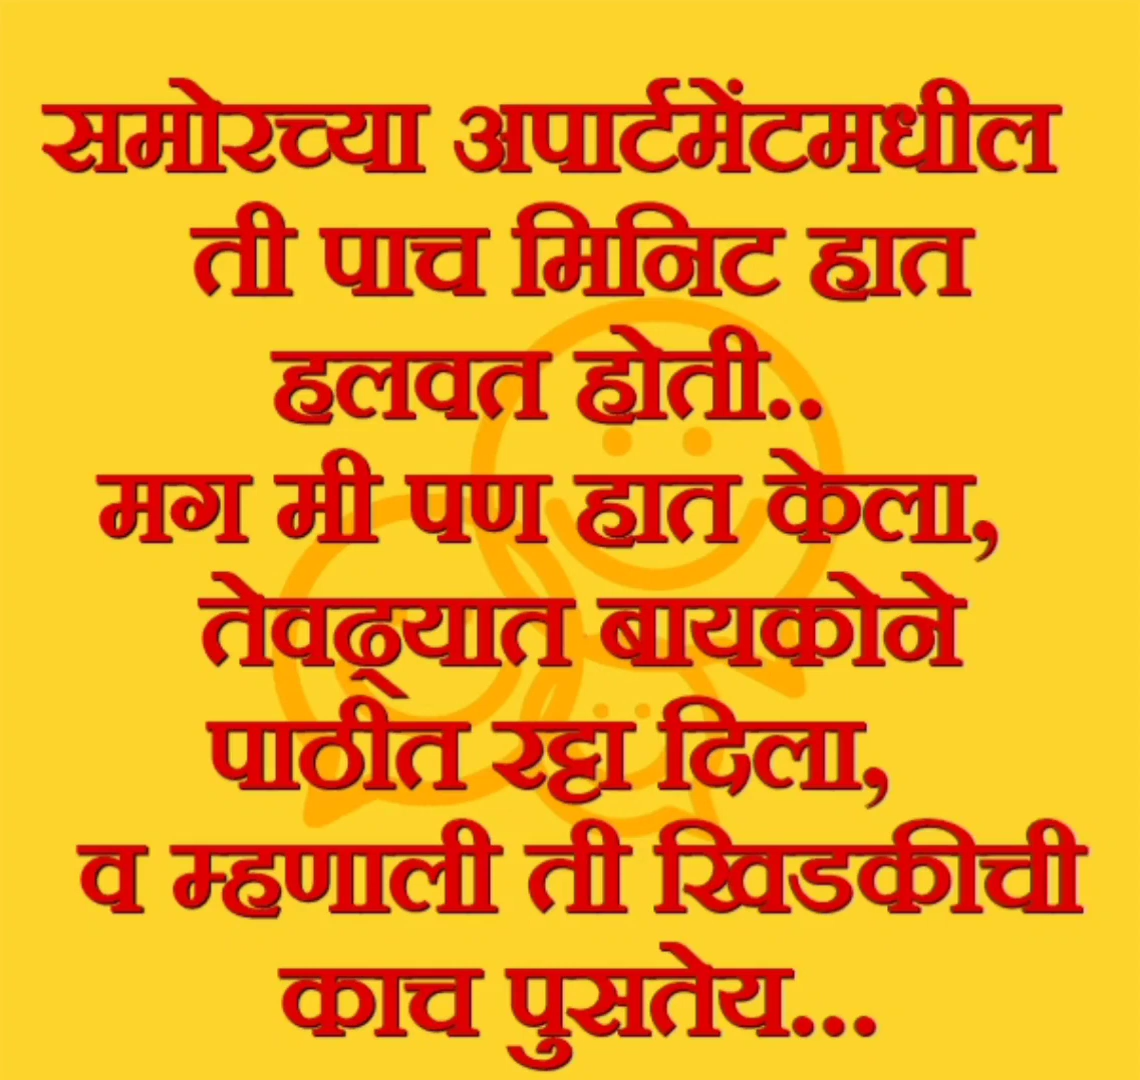 समोरच्या अपार्टमेंटमधील
ती पाच मिनिट हात
हलवत होती..
मग मी पण हात केला,
तेवढ्यात बायकोने
पाठीत रट्टा दिला,
व म्हणाली ती खिडकीची
काच पुसतेय...